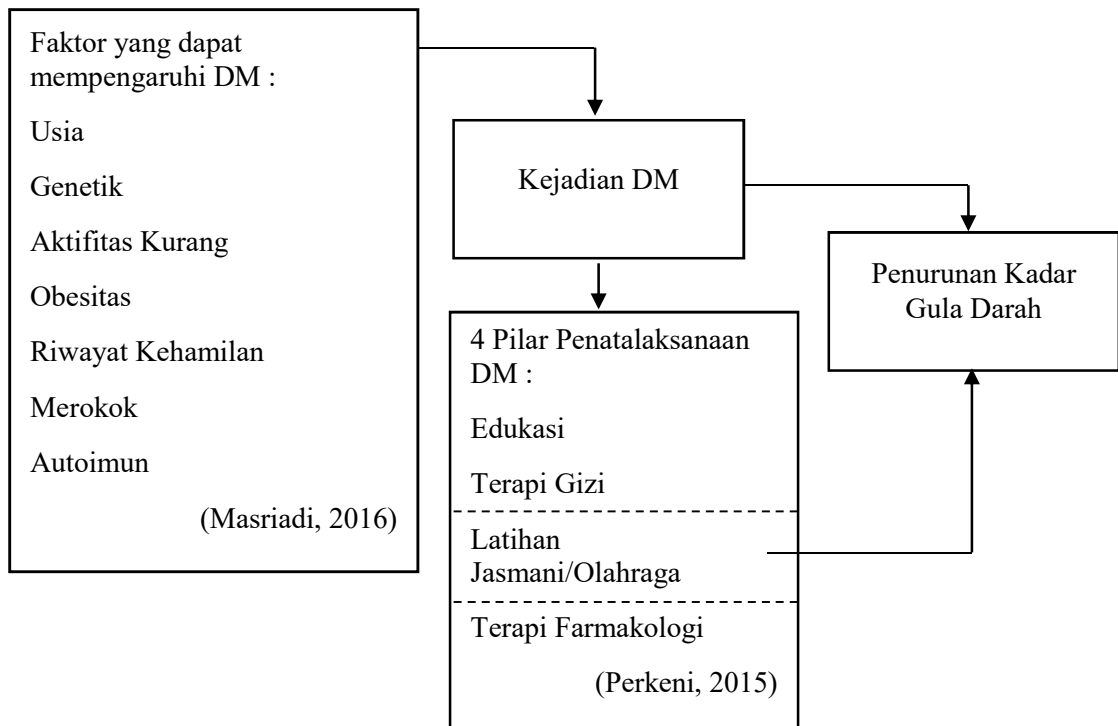 Faktor yang dapat
mempengaruhi DM :
Usia
Genetik
Aktifitas Kurang
Obesitas
Riwayat Kehamilan
Merokok
Autoimun
(Masriadi, 2016)
Kejadian DM
4 Pilar Penatalaksanaan
DM :
Edukasi
Terapi Gizi
Latihan
Jasmani/Olahraga
Terapi Farmakologi
(Perkeni, 2015)
Penurunan Kadar
Gula Darah